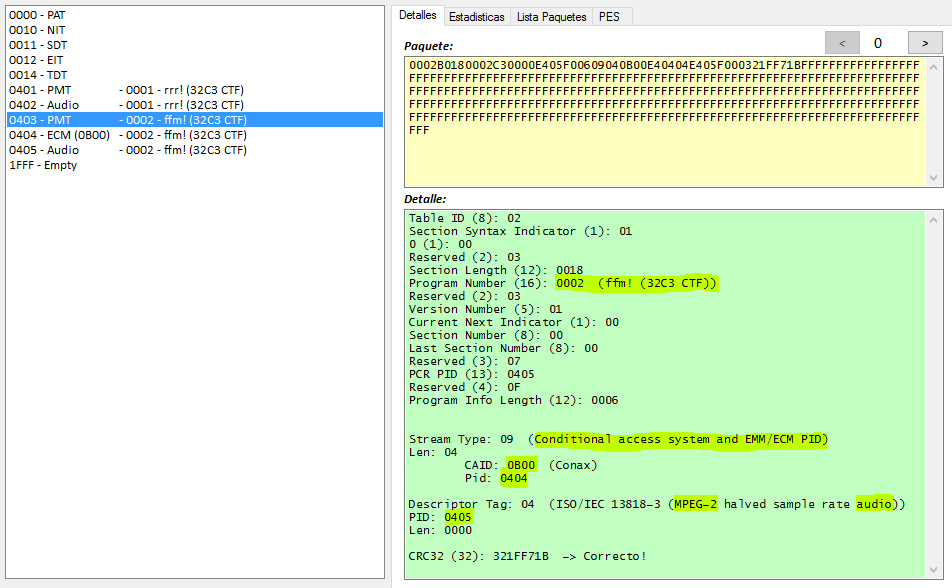 0000 - PAT
0010 - NIT
0011 - SDT
0012 - EIT
0014 - TDT
0401 - PMT - 0001 - rrr! (32C3 CTF)
0402 - Audio - 0001 - rrr! (32C3 CTF)
0403 - PMT - 0002 - ffm! (32C3 CTF)
0404 - ECM (0B00) - 0002 - ffm! (32C3 CTF)
0405 - Audio - 0002 - ffm! (32C3 CTF)
1FFF - Empty
Detalles Estadisticas Lista Paquetes PES
Paquete: < 0 >
0002B0180002C30000E405F00609040B00E40404E405F000321FF71BFFFFFFFFFFFFFFFFF
FFFFFFFFFFFFFFFFFFFFFFFFFFFFFFFFFFFFFFFFFFFFFFFFFFFFFFFFFFFFFFFFFFFFFFFFF
FFFFFFFFFFFFFFFFFFFFFFFFFFFFFFFFFFFFFFFFFFFFFFFFFFFFFFFFFFFFFFFFFFFFFFFFF
FFFFFFFFFFFFFFFFFFFFFFFFFFFFFFFFFFFFFFFFFFFFFFFFFFFFFFFFFFFFFFFFFFFFFFFFF
FFFFFFFFFFFFFFFFFFFFFFFFFFFFFFFFFFFFFFFFFFFFFFFFFFFFFFFFFFFFFFFFFFFFFFFFF
FFF
Detalle:
Table ID (8): 02
Section Syntax Indicator (1): 01
0 (1): 00
Reserved (2): 03
Section Length (12): 0018
Program Number (16): 0002 (ffm! (32C3 CTF))
Reserved (2): 03
Version Number (5): 01
Current Next Indicator (1): 00
Section Number (8): 00
Last Section Number (8): 00
Reserved (3): 07
PCR PID (13): 0405
Reserved (4): 0F
Program Info Length (12): 0006
Stream Type: 09 (Conditional access system and EMM/ECM PID)
Len: 04
CAID: 0B00 (Conax)
Pid: 0404
Descriptor Tag: 04 (ISO/IEC 13818-3 (MPEG-2 halved sample rate audio))
PID: 0405
Len: 0000
CRC32 (32): 321FF71B -> Correcto!